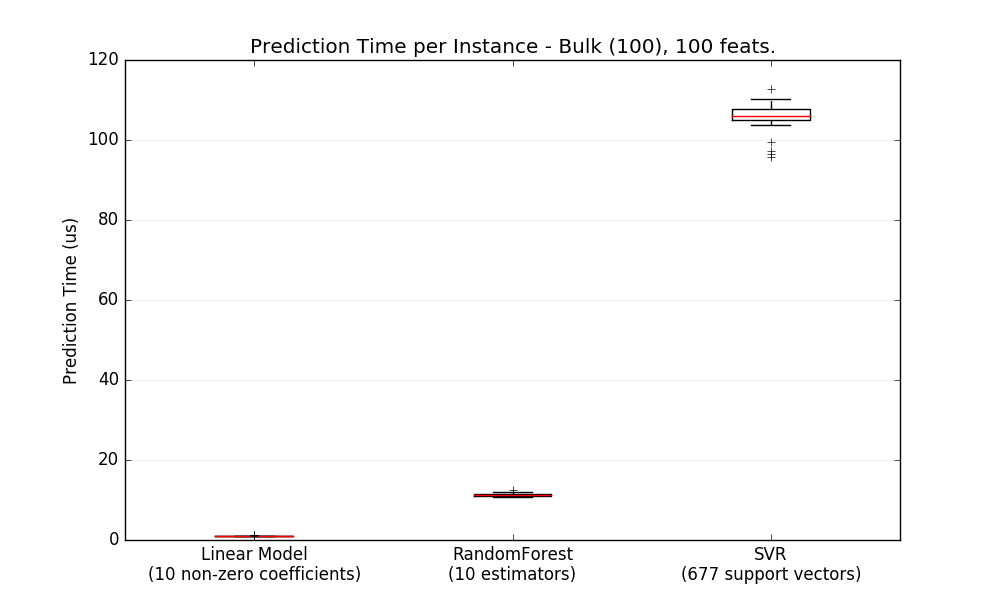 Prediction Time per Instance - Bulk (100), 100 feats.
120
100
80
60
40
20
0
Prediction Time (us)
Linear Model
(10 non-zero coefficients)
RandomForest
(10 estimators)
SVR
(677 support vectors)